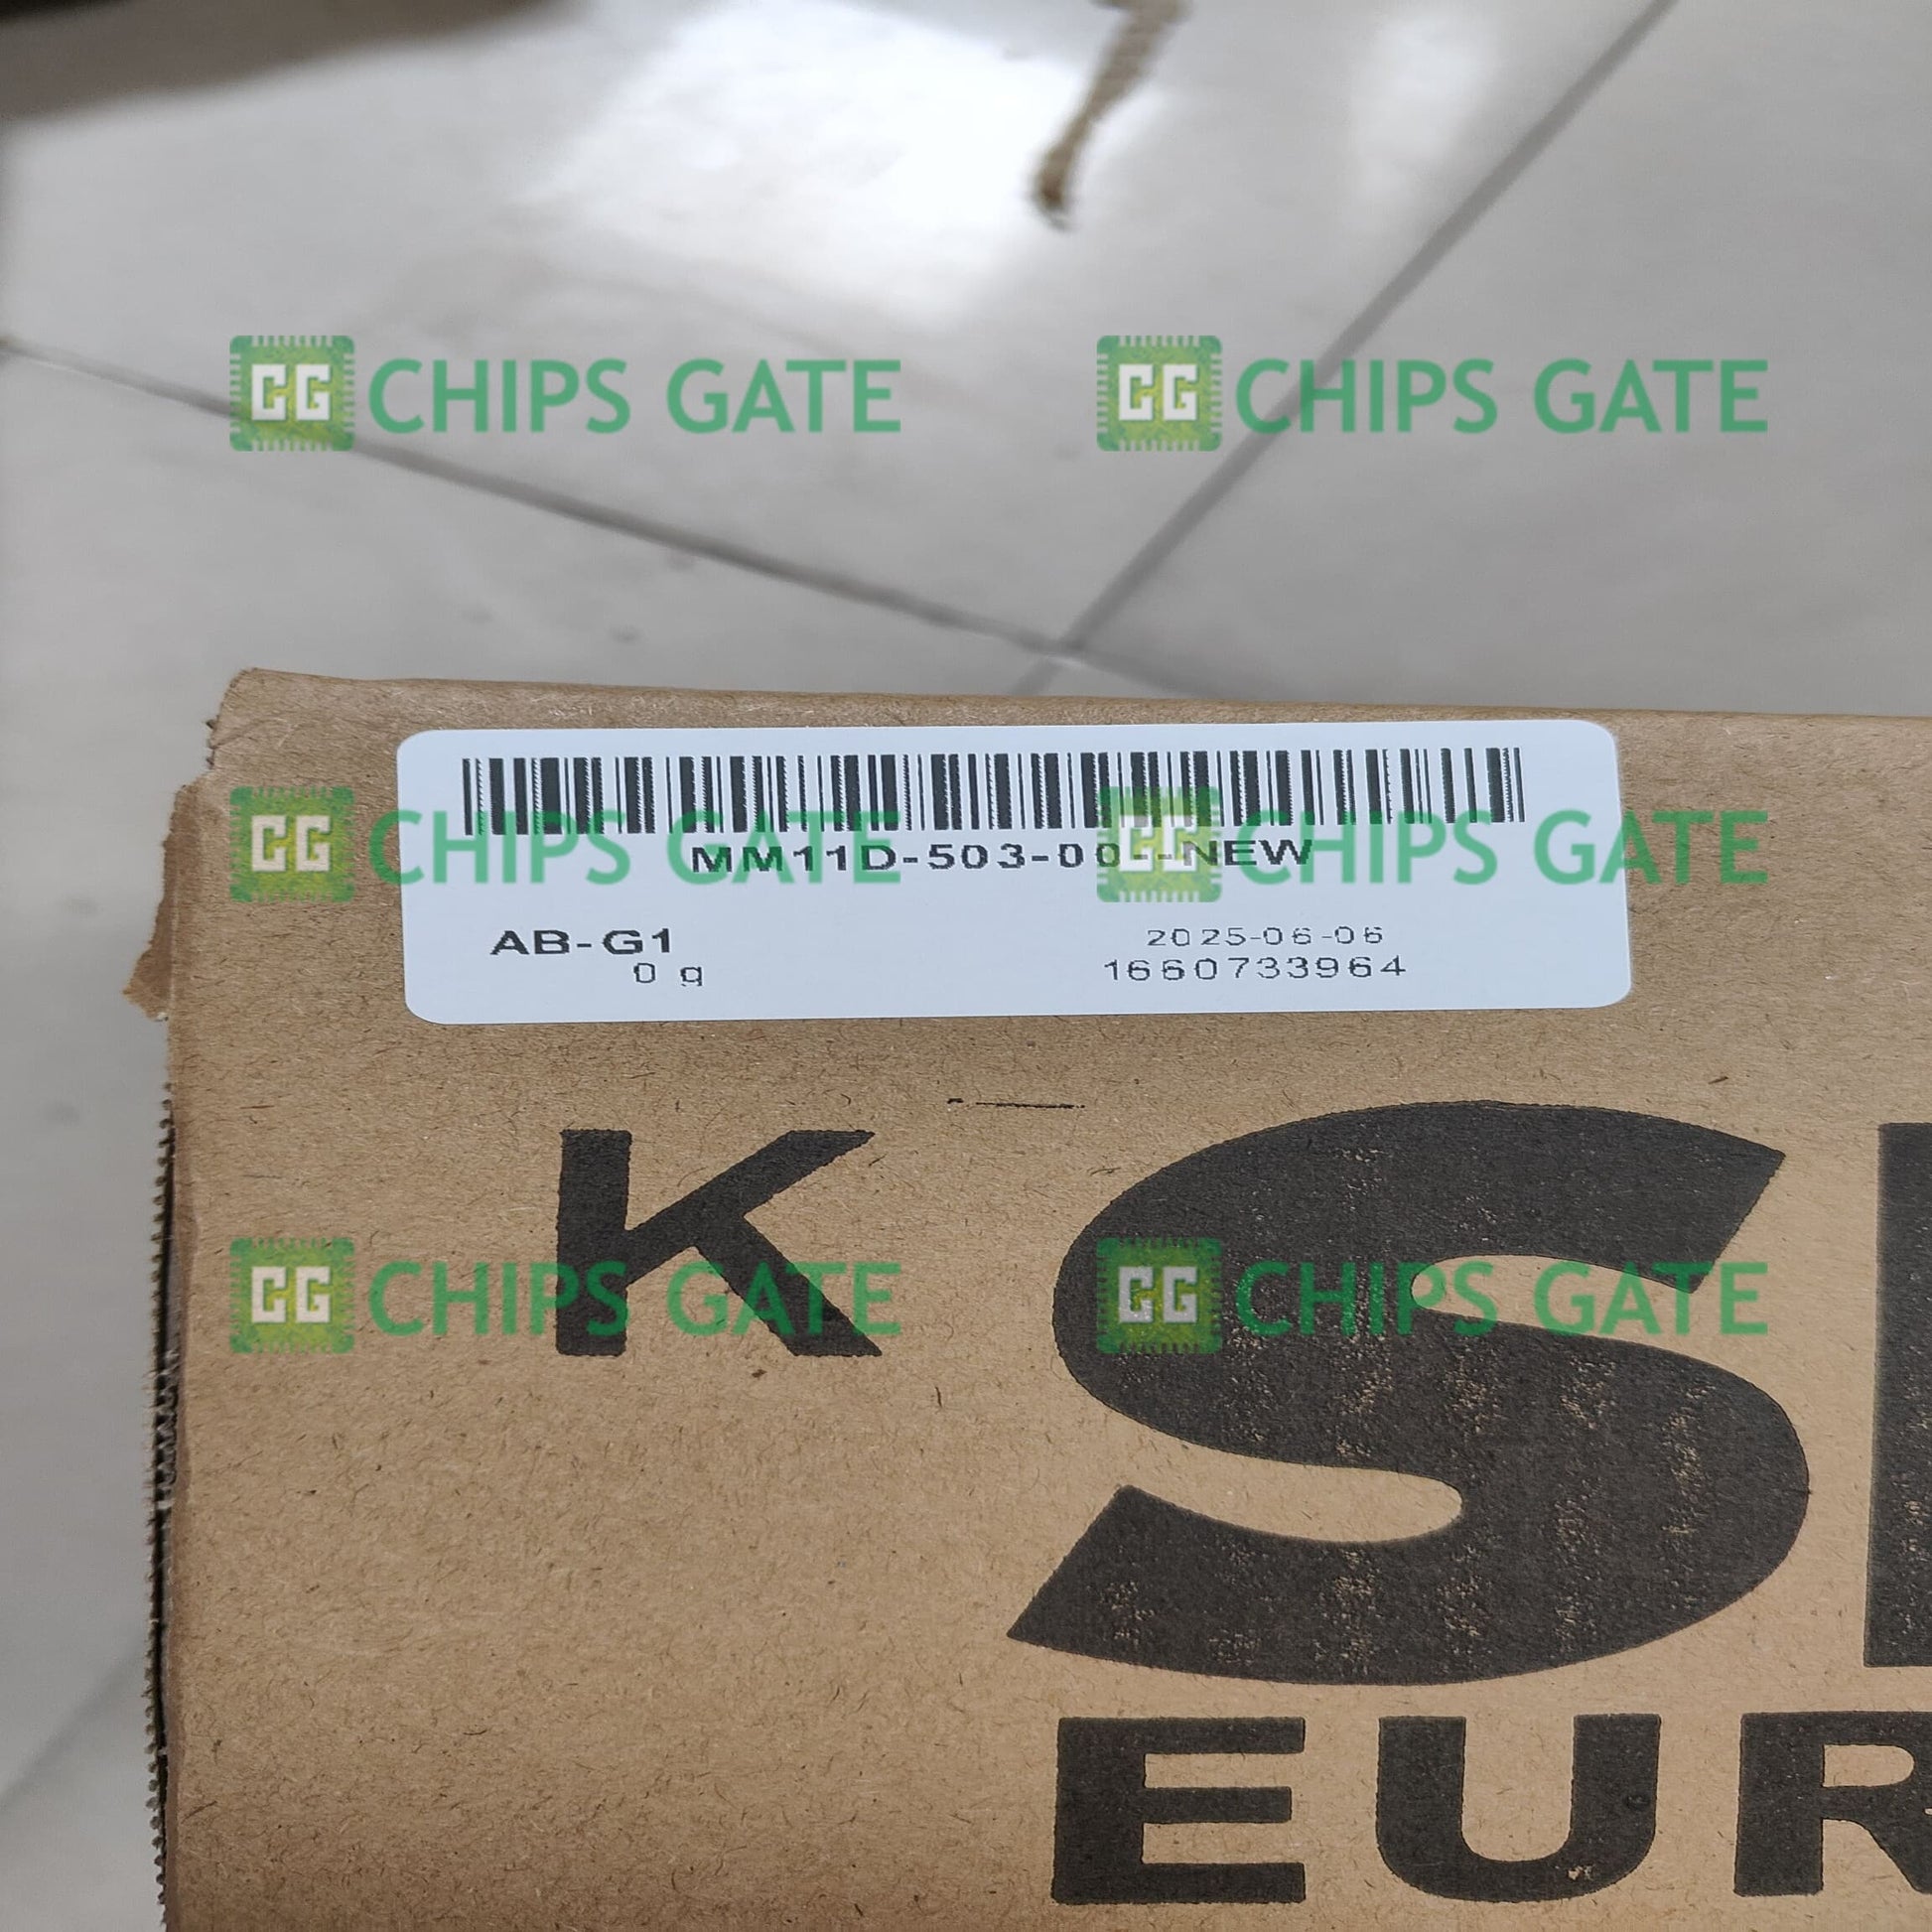 CG CHIPS GATE
CG CHIPS GATE
CG CHIPS GATE
CG CHIPS GATE
AB-G1
2025-06-06
0 g
1660733964
K
EUR
CG CHIPS GATE
CG CHIPS GATE